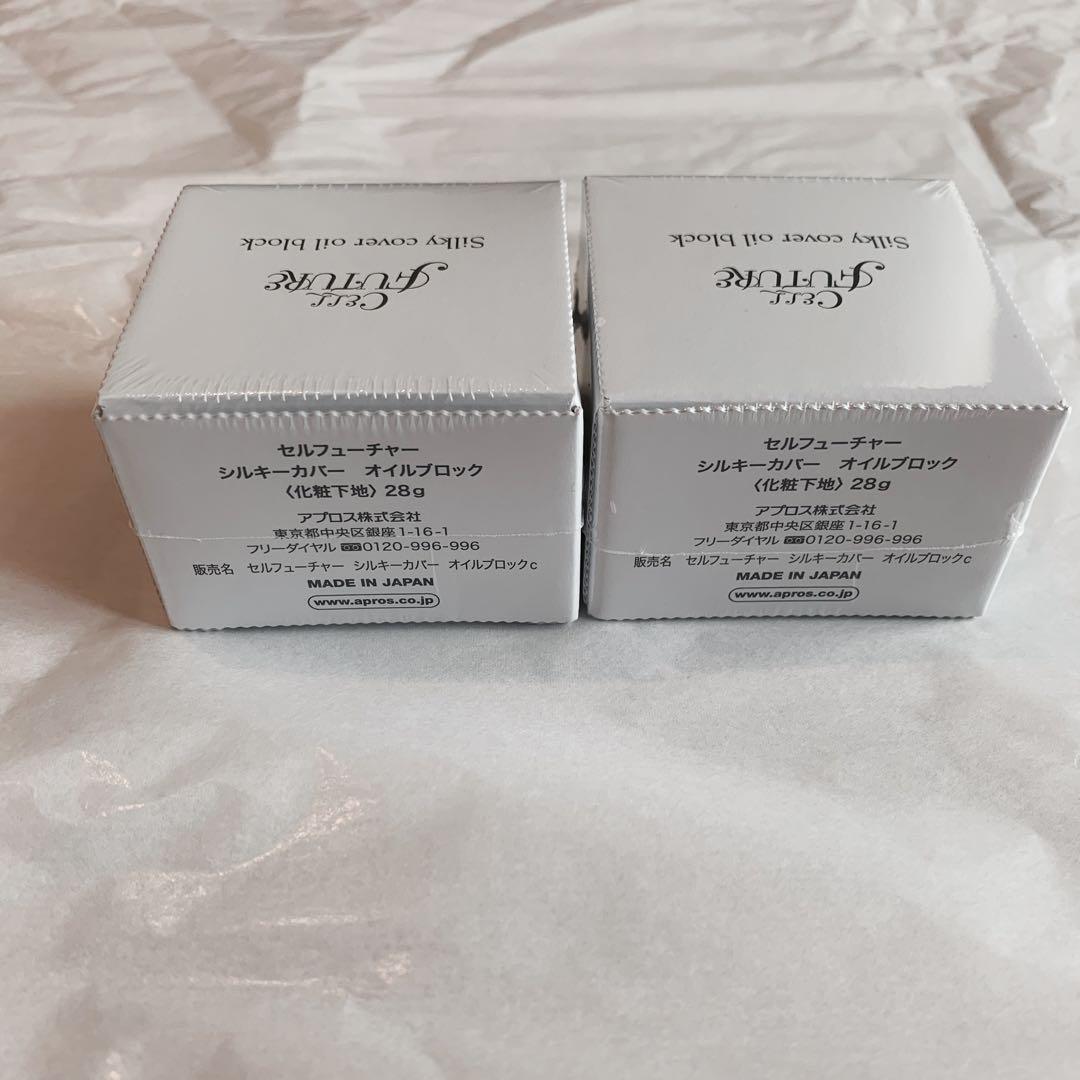 Cell
FUTURE
Silky cover oil block
セルフューチャー
シルキーカバー オイルブロック
〈化粧下地〉28g
アプロス株式会社
東京都中央区銀座1-16-1
フリーダイヤル 0120-996-996
販売名 セルフューチャー シルキーカバー オイルブロックc
MADE IN JAPAN
www.apros.co.jp
Cell
FUTURE
Silky cover oil block
セルフューチャー
シルキーカバー オイルブロック
〈化粧下地〉28g
アプロス株式会社
東京都中央区銀座1-16-1
フリーダイヤル 0120-996-996
販売名 セルフューチャー シルキーカバー オイルブロックc
MADE IN JAPAN
www.apros.co.jp